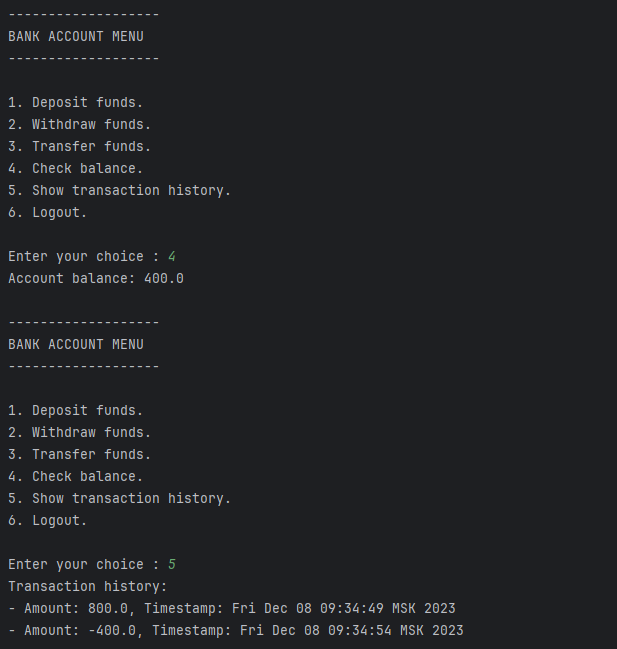 -------------------
BANK ACCOUNT MENU
-------------------
1. Deposit funds.
2. Withdraw funds.
3. Transfer funds.
4. Check balance.
5. Show transaction history.
6. Logout.
Enter your choice : 4
Account balance: 400.0
-------------------
BANK ACCOUNT MENU
-------------------
1. Deposit funds.
2. Withdraw funds.
3. Transfer funds.
4. Check balance.
5. Show transaction history.
6. Logout.
Enter your choice : 5
Transaction history:
- Amount: 800.0, Timestamp: Fri Dec 08 09:34:49 MSK 2023
- Amount: -400.0, Timestamp: Fri Dec 08 09:34:54 MSK 2023